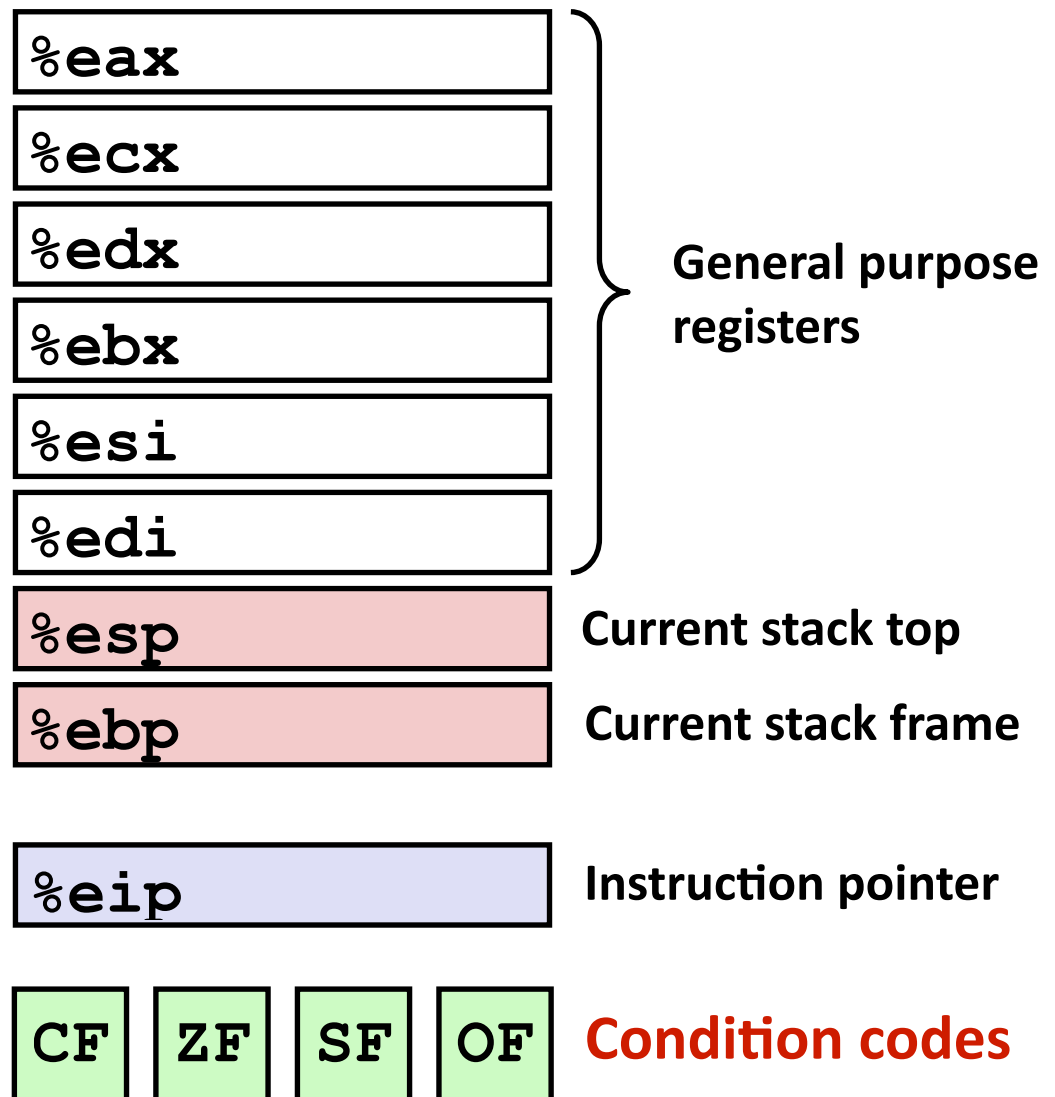 %eax
%ecx
%edx
General purpose
registers
%ebx
%esi
%edi
%esp Current stack top
%ebp Current stack frame
%eip Instruction pointer
CF ZF SF OF Condition codes